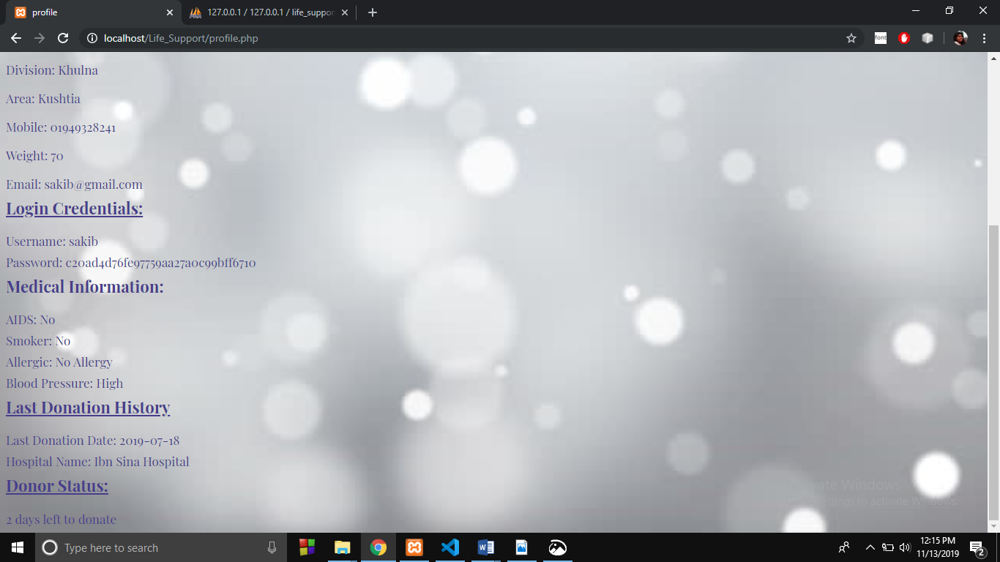 profile
127.0.0.1 / 127.0.0.1 / life_suppor
localhost/Life_Support/profile.php
font
Division: Khulna
Area: Kushtia
Mobile: 01949328241
Weight: 70
Email: sakib@gmail.com
Login Credentials:
Username: sakib
Password: c20ad4d76fe97759aa27a0c99bff6710
Medical Information:
AIDS: No
Smoker: No
Allergic: No Allergy
Blood Pressure: High
Last Donation History
Last Donation Date: 2019-07-18
Hospital Name: Ibn Sina Hospital
Donor Status:
2 days left to donate
Activate Windows
Go to Settings to activate Windows.
Type here to search
12:15 PM
11/13/2019
2